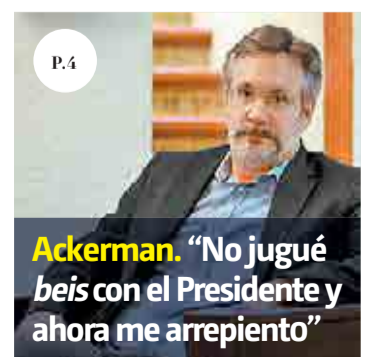 P.4
Ackerman. “No jugué
beis con el Presidente y
ahora me arrepiento”